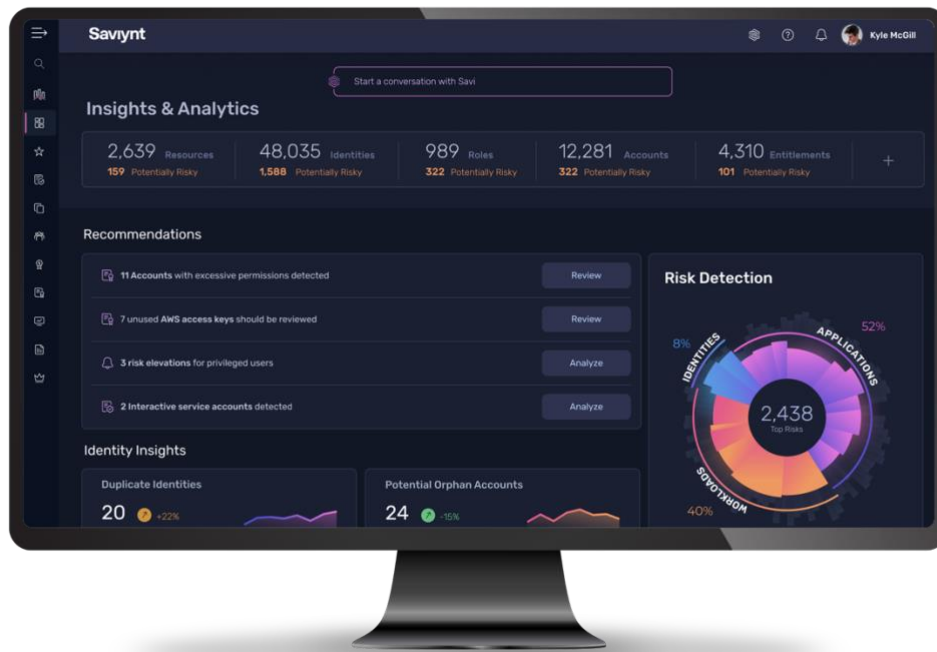 Saviynt
Kyle McGill
Start a conversation with Savi
Insights & Analytics
2,639 Resources
159 Potentially Risky
48,035 Identities
1,588 Potentially Risky
989 Roles
322 Potentially Risky
12,281 Accounts
322 Potentially Risky
4,310 Entitlements
101 Potentially Risky
+
Recommendations
11 Accounts with excessive permissions detected
Review
7 unused AWS access keys should be reviewed
Review
3 risk elevations for privileged users
Analyze
2 Interactive service accounts detected
Analyze
Risk Detection
8%
IDENTITIES
52%
APPLICATIONS
2,438
Top Risks
WORKLOADS
40%
Identity Insights
Duplicate Identities
20 +22%
Potential Orphan Accounts
24 -15%